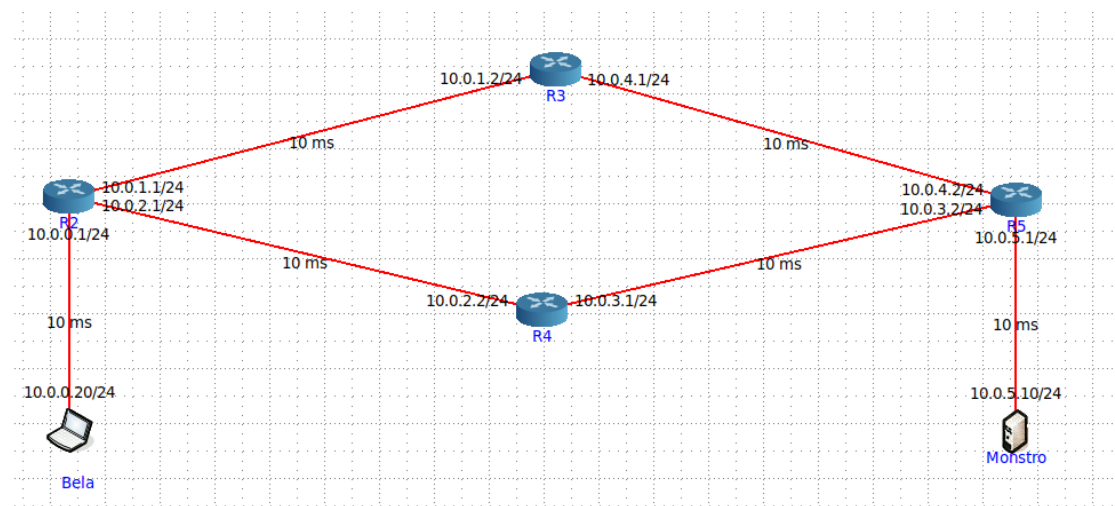 10.0.1.2/24
10.0.4.1/24
R3
10 ms
10 ms
10.0.1.1/24
10.0.2.1/24
R2
10.0.0.1/24
10.0.4.2/24
10.0.3.2/24
R5
10.0.5.1/24
10 ms
10 ms
10.0.2.2/24
10.0.3.1/24
R4
10 ms
10 ms
10.0.0.20/24
10.0.5.10/24
Bela
Monstro